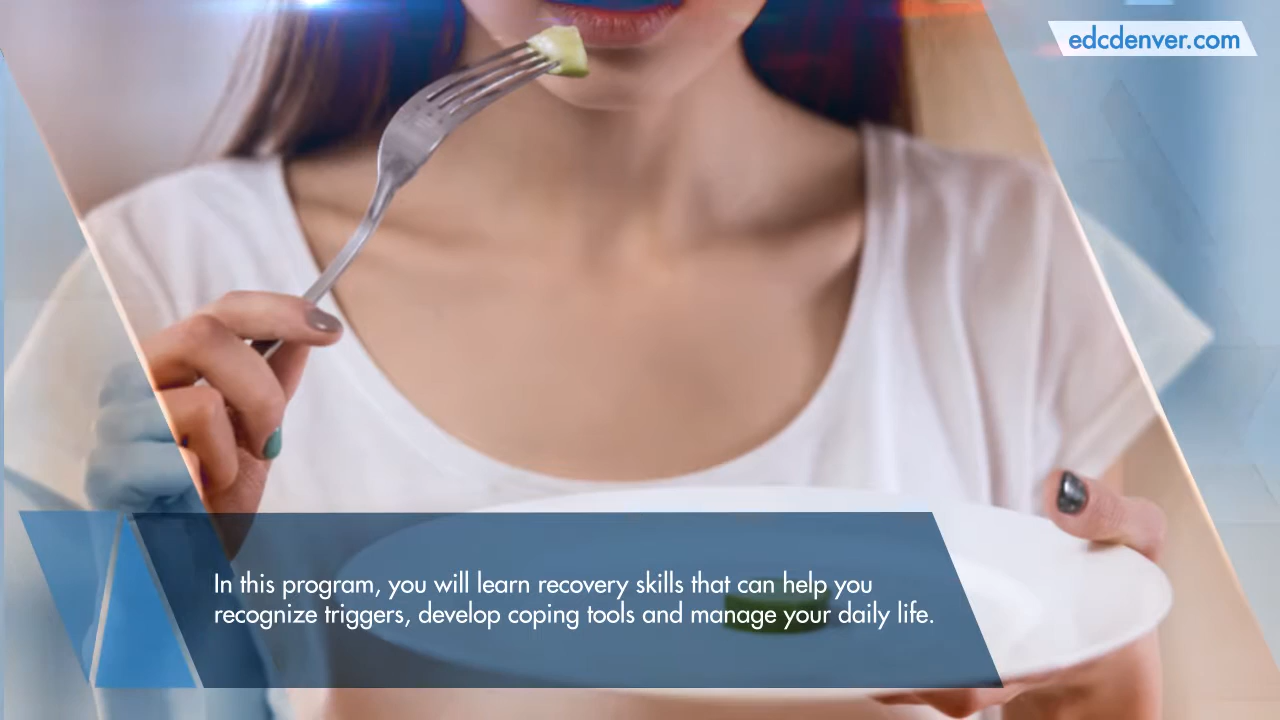 edcdenver.com
In this program, you will learn recovery skills that can help you
recognize triggers, develop coping tools and manage your daily life.